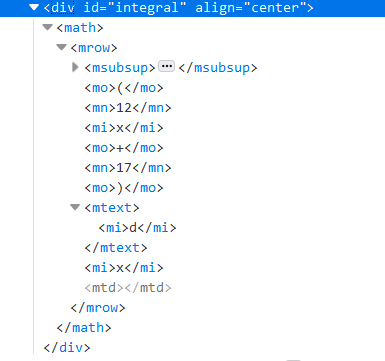 <div id="integral" align="center">
<math>
<mrow>
<msubsup>···</msubsup>
<mo>(</mo>
<mn>12</mn>
<mi>x</mi>
<mo>+</mo>
<mn>17</mn>
<mo>)</mo>
<mtext>
<mi>d</mi>
</mtext>
<mi>x</mi>
<mtd></mtd>
</mrow>
</math>
</div>